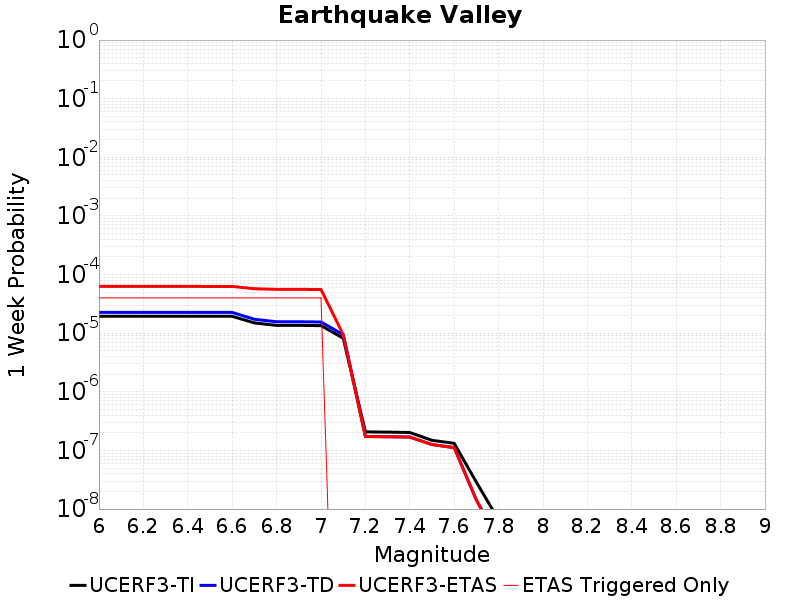 Earthquake Valley
1 Week Probability
10^0
10^-1
10^-2
10^-3
10^-4
10^-5
10^-6
10^-7
10^-8
6 6.2 6.4 6.6 6.8 7 7.2 7.4 7.6 7.8 8 8.2 8.4 8.6 8.8 9
Magnitude
UCERF3-TI UCERF3-TD UCERF3-ETAS ETAS Triggered Only